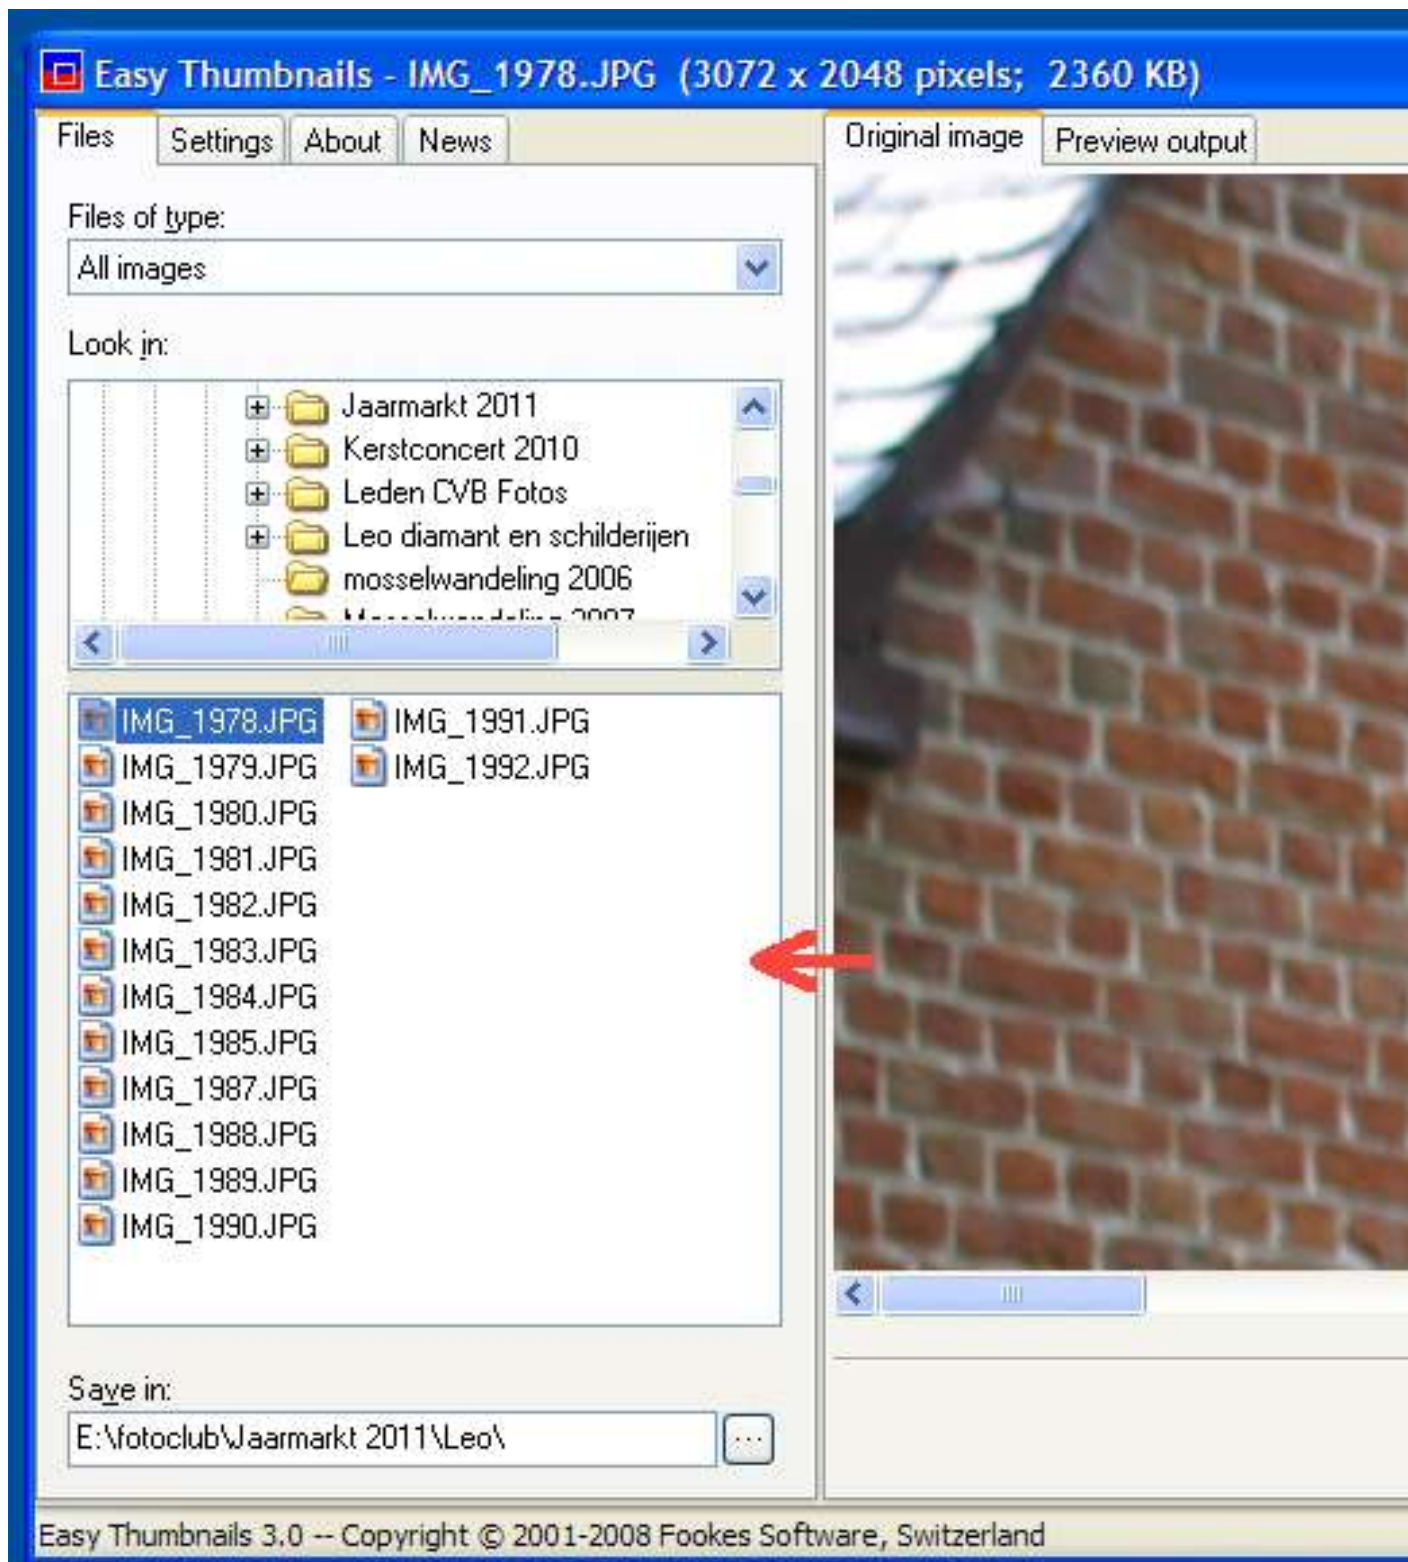 Easy Thumbnails - IMG_1978.JPG (3072 x 2048 pixels; 2360 KB)
Files Settings About News
Original image Preview output
Files of type:
All images
Look in:
Jaarmarkt 2011
Kerstconcert 2010
Leden CVB Fotos
Leo diamant en schilderijen
mosselwandeling 2006
Mosselwandeling 2007
IMG_1978.JPG
IMG_1979.JPG
IMG_1980.JPG
IMG_1981.JPG
IMG_1982.JPG
IMG_1983.JPG
IMG_1984.JPG
IMG_1985.JPG
IMG_1987.JPG
IMG_1988.JPG
IMG_1989.JPG
IMG_1990.JPG
IMG_1991.JPG
IMG_1992.JPG
Save in:
E:\fotoclub\Jaarmarkt 2011\Leo\
...
Easy Thumbnails 3.0 -- Copyright © 2001-2008 Fookes Software, Switzerland